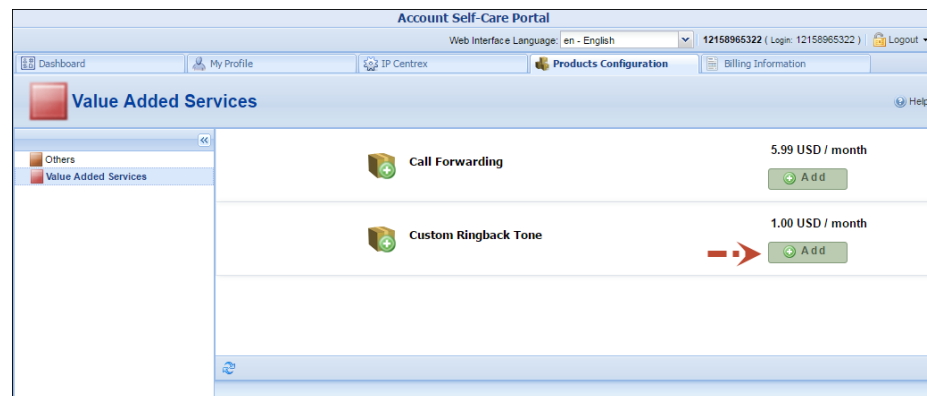 Account Self-Care Portal
Web Interface Language: en - English 12158965322 ( Login: 12158965322 ) Logout
Dashboard My Profile IP Centrex Products Configuration Billing Information
Value Added Services
Help
Others
Value Added Services
Call Forwarding
5.99 USD / month
Add
Custom Ringback Tone
1.00 USD / month
Add